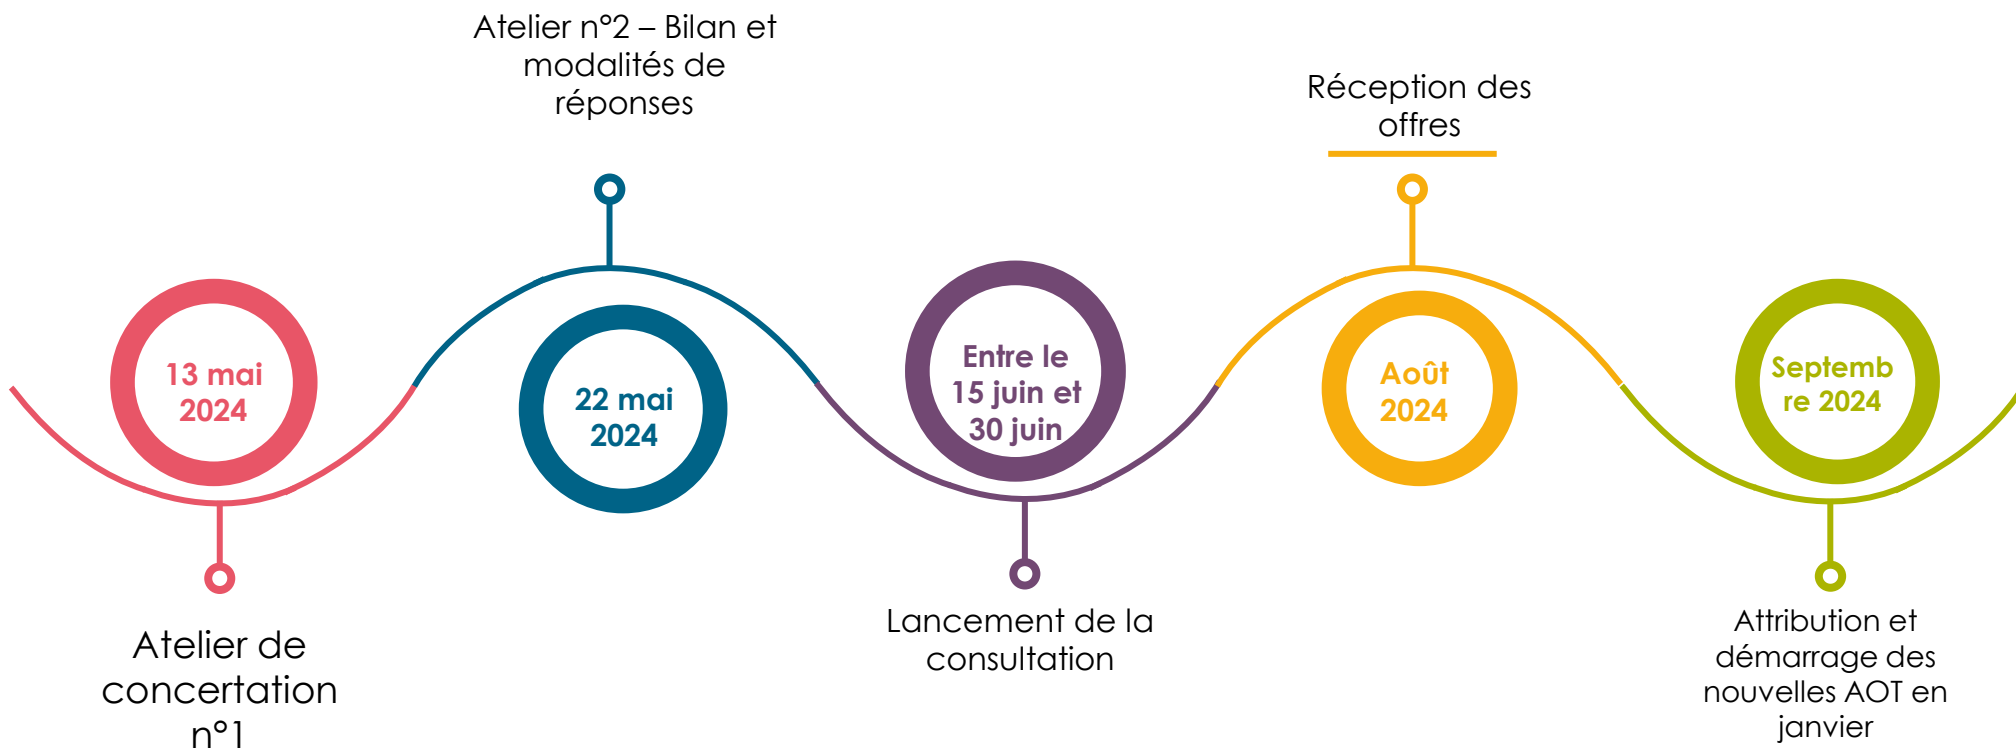 Atelier n°2 – Bilan et
modalités de
réponses
Réception des
offres
13 mai
2024
22 mai
2024
Entre le
15 juin et
30 juin
Août
2024
Septemb
re 2024
Atelier de
concertation
n°1
Lancement de la
consultation
Attribution et
démarrage des
nouvelles AOT en
janvier